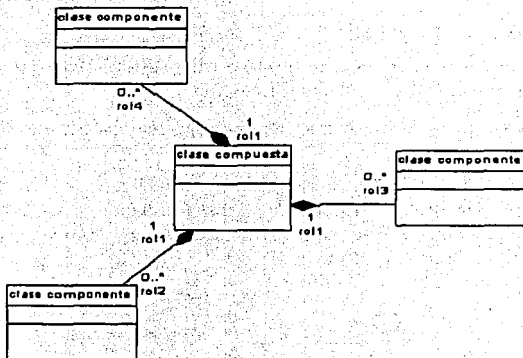 clase componente
0..*
rol4
1
rol1
clase compuesta
clase componente
0..*
rol3
1
rol1
1
rol1
0..*
rol2
clase componente